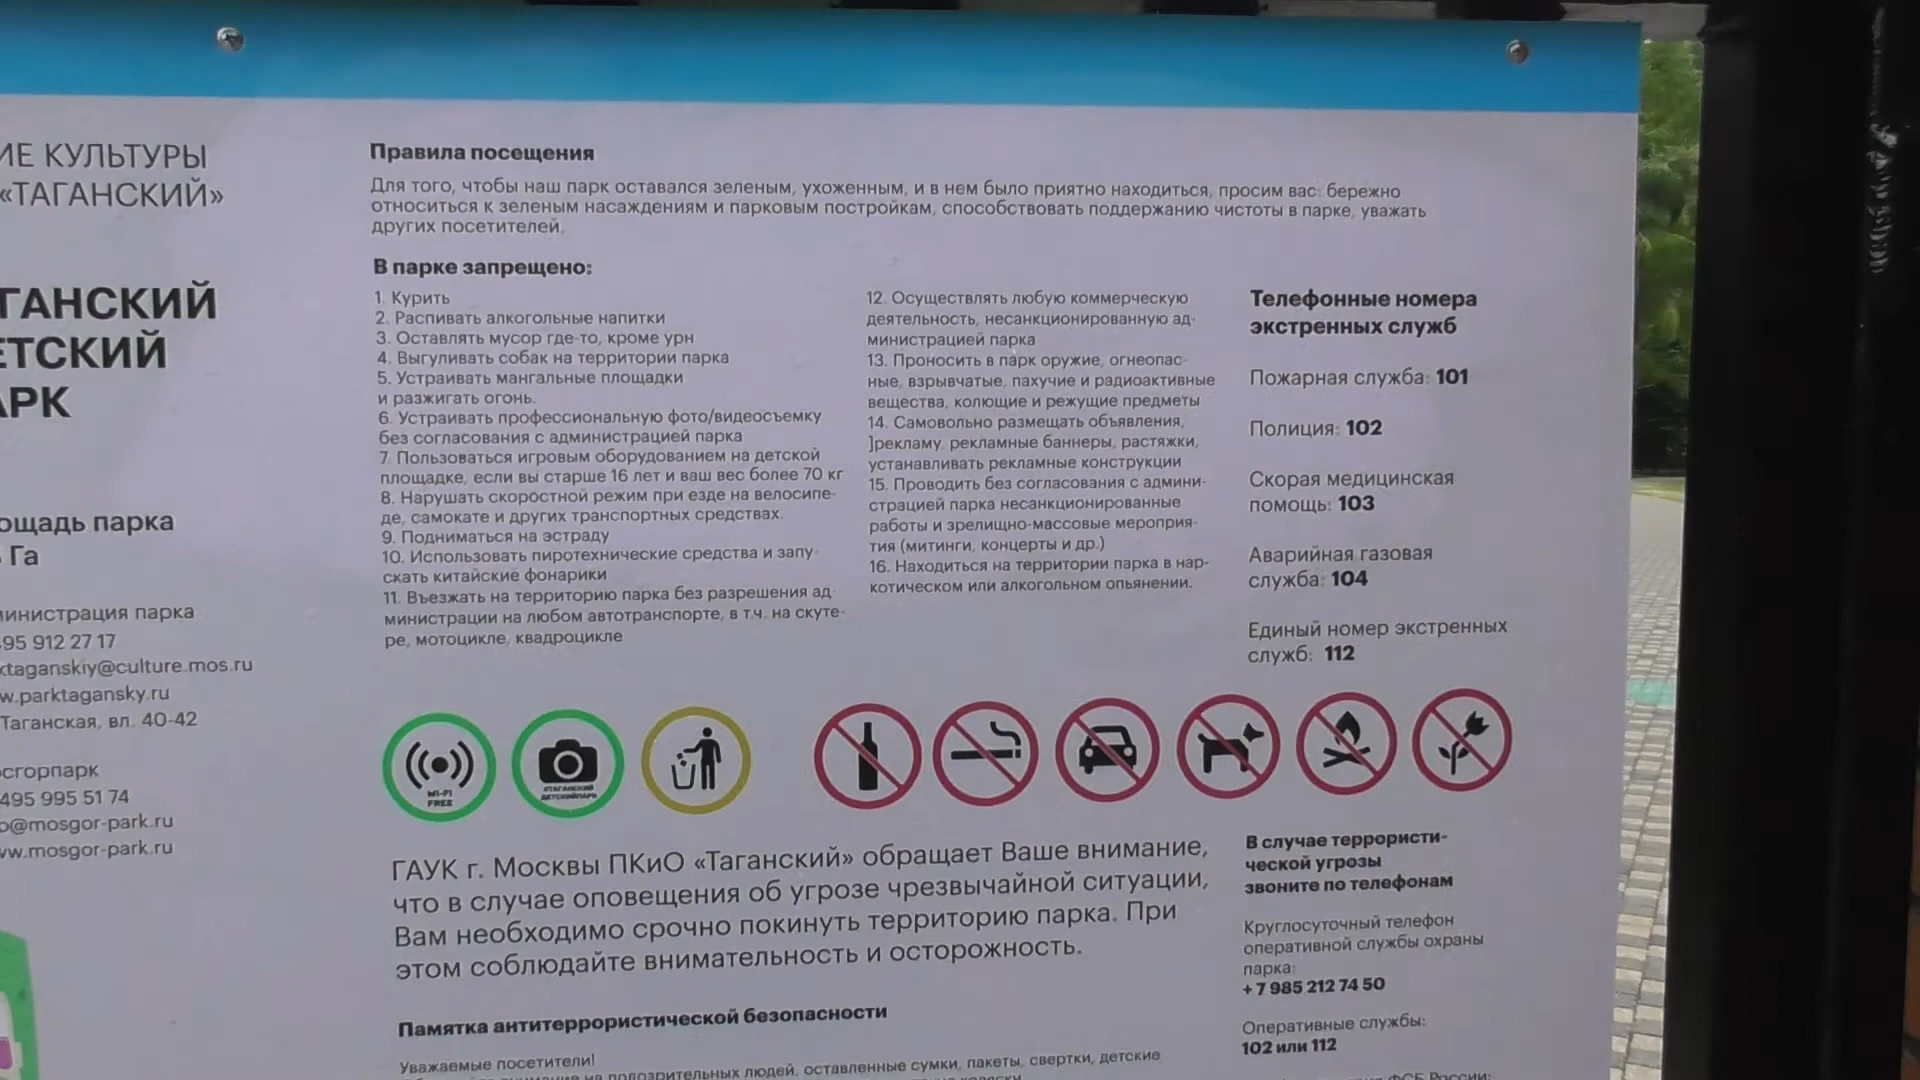 ИЕ КУЛЬТУРЫ
«ТАГАНСКИЙ»
ГАНСКИЙ
ЕТСКИЙ
АРК
ощадь парка
Га
министрация парка
95 912 27 17
ktaganskiy@culture.mos.ru
w.parktagansky.ru
Таганская, вл. 40-42
осгорпарк
495 995 51 74
o@mosgor-park.ru
ww.mosgor-park.ru
Правила посещения
Для того, чтобы наш парк оставался зеленым, ухоженным, и в нем было приятно находиться, просим вас: бережно
относиться к зеленым насаждениям и парковым постройкам, способствовать поддержанию чистоты в парке, уважать
других посетителей.
В парке запрещено:
1. Курить
2. Распивать алкогольные напитки
3. Оставлять мусор где-то, кроме урн
4. Выгуливать собак на территории парка
5. Устраивать мангальные площадки
и разжигать огонь.
6. Устраивать профессиональную фото/видеосъемку
без согласования с администрацией парка
7. Пользоваться игровым оборудованием на детской
площадке, если вы старше 16 лет и ваш вес более 70 кг
8. Нарушать скоростной режим при езде на велосипе-
де, самокате и других транспортных средствах.
9. Подниматься на эстраду
10. Использовать пиротехнические средства и запу-
скать китайские фонарики
11. Въезжать на территорию парка без разрешения ад-
министрации на любом автотранспорте, в т.ч. на скуте-
ре, мотоцикле, квадроцикле
12. Осуществлять любую коммерческую
деятельность, несанкционированную ад-
министрацией парка
13. Проносить в парк оружие, огнеопас-
ные, взрывчатые, пахучие и радиоактивные
вещества, колющие и режущие предметы
14. Самовольно размещать объявления,
]рекламу, рекламные баннеры, растяжки,
устанавливать рекламные конструкции
15. Проводить без согласования с админи-
страцией парка несанкционированные
работы и зрелищно-массовые мероприя-
тия (митинги, концерты и др.)
16. Находиться на территории парка в нар-
котическом или алкогольном опьянении.
Телефонные номера
экстренных служб
Пожарная служба: 101
Полиция: 102
Скорая медицинская
помощь: 103
Аварийная газовая
служба: 104
Единый номер экстренных
служб: 112
WI-FI
FREE
#ТАГАНСКИЙ
ДЕТСКИЙПАРК
ГАУК г. Москвы ПКиО «Таганский» обращает Ваше внимание,
что в случае оповещения об угрозе чрезвычайной ситуации,
Вам необходимо срочно покинуть территорию парка. При
этом соблюдайте внимательность и осторожность.
Памятка антитеррористической безопасности
Уважаемые посетители!
на подозрительных людей, оставленные сумки, пакеты, свертки, детские
В случае террористи-
ческой угрозы
звоните по телефонам
Круглосуточный телефон
оперативной службы охраны
парка:
+ 7 985 212 74 50
Оперативные службы:
102 или 112
ФСБ России: